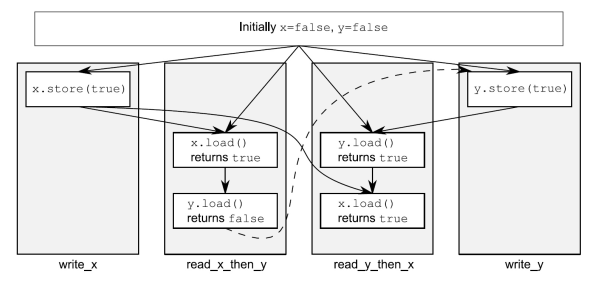 Initially x=false, y=false
x.store(true)
y.store(true)
x.load()
returns true
y.load()
returns true
y.load()
returns false
x.load()
returns true
write_x
read_x_then_y
read_y_then_x
write_y